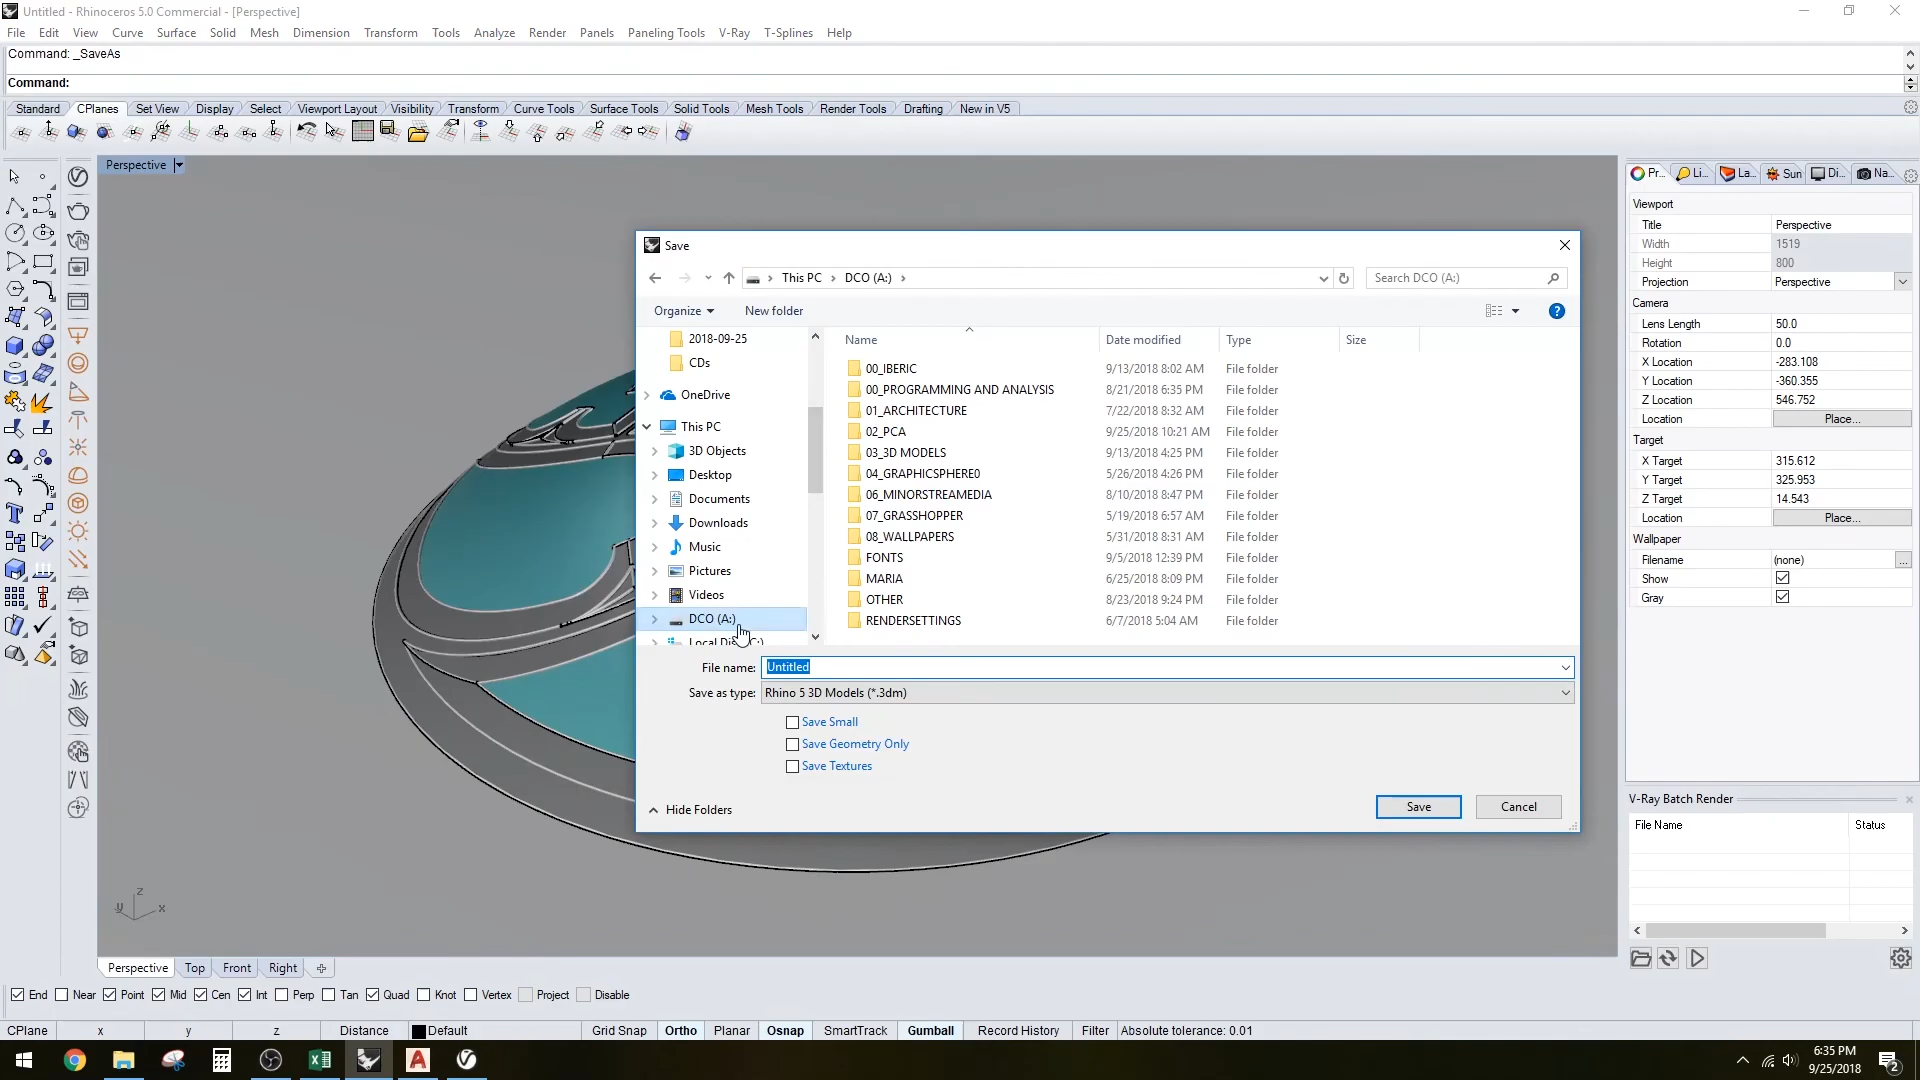 Untitled - Rhinoceros 5.0 Commercial - [Perspective]
File Edit View Curve Surface Solid Mesh Dimension Transform Tools Analyze Render Panels Paneling Tools V-Ray T-Splines Help
Command: _SaveAs
Command:
Standard CPlanes Set View Display Select Viewport Layout Visibility Transform Curve Tools Surface Tools Solid Tools Mesh Tools Render Tools Drafting New in V5
Perspective
Pr... Li... La... Sun Di... Na...
Viewport
Title Perspective
Width 1519
Height 800
Projection Perspective
Camera
Lens Length 50.0
Rotation 0.0
X Location -283.108
Y Location -360.355
Z Location 546.752
Location Place...
Target
X Target 315.612
Y Target 325.953
Z Target 14.543
Location Place...
Wallpaper
Filename (none) ...
Show
Gray
V-Ray Batch Render
File Name Status
Save
This PC DCO (A:)
Search DCO (A:)
Organize New folder
2018-09-25
CDs
OneDrive
This PC
3D Objects
Desktop
Documents
Downloads
Music
Pictures
Videos
DCO (A:)
Name Date modified Type Size
00_IBERIC 9/13/2018 8:02 AM File folder
00_PROGRAMMING AND ANALYSIS 8/21/2018 6:35 PM File folder
01_ARCHITECTURE 7/22/2018 8:32 AM File folder
02_PCA 9/25/2018 10:21 AM File folder
03_3D MODELS 9/13/2018 4:25 PM File folder
04_GRAPHICSPHERE0 5/26/2018 4:26 PM File folder
06_MINORSTREAMEDIA 8/10/2018 8:47 PM File folder
07_GRASSHOPPER 5/19/2018 6:57 AM File folder
08_WALLPAPERS 5/31/2018 8:31 AM File folder
FONTS 9/5/2018 12:39 PM File folder
MARIA 6/25/2018 8:09 PM File folder
OTHER 8/23/2018 9:24 PM File folder
RENDERSETTINGS 6/7/2018 5:04 AM File folder
File name: Untitled
Save as type: Rhino 5 3D Models (*.3dm)
Save Small
Save Geometry Only
Save Textures
Hide Folders
Save Cancel
z
y x
Perspective Top Front Right
End Near Point Mid Cen Int Perp Tan Quad Knot Vertex Project Disable
CPlane x y z Distance Default Grid Snap Ortho Planar Osnap SmartTrack Gumball Record History Filter Absolute tolerance: 0.01
6:35 PM
9/25/2018
2